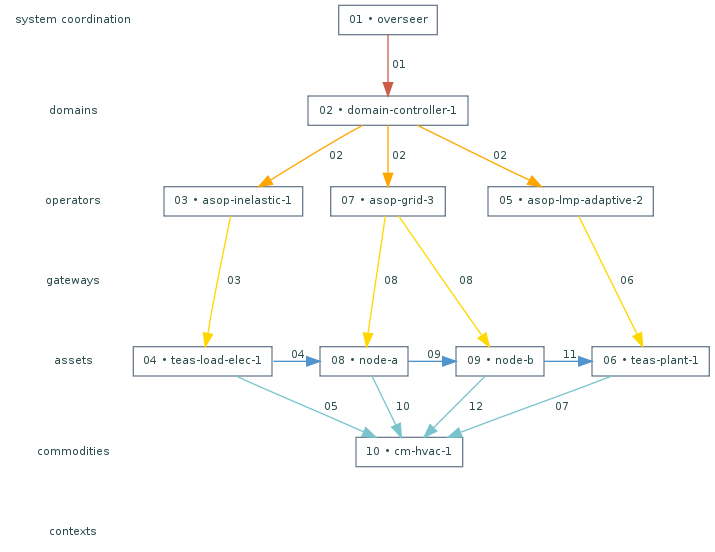 system coordination
01 • overseer
01
domains
02 • domain-controller-1
02
02
02
operators
03 • asop-inelastic-1
07 • asop-grid-3
05 • asop-lmp-adaptive-2
gateways
03
08
08
06
assets
04 • teas-load-elec-1
04
08 • node-a
09
09 • node-b
11
06 • teas-plant-1
05
10
12
07
commodities
10 • cm-hvac-1
contexts